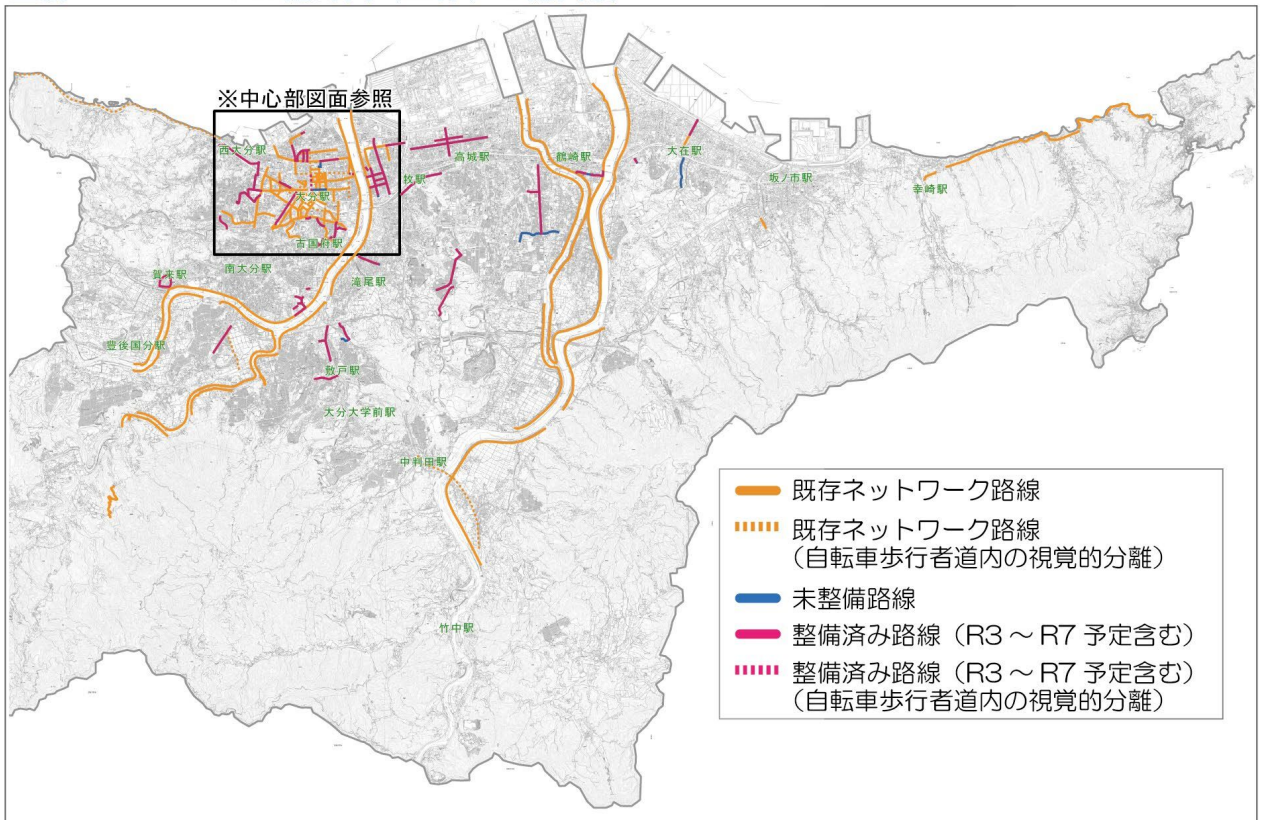 ※中心部図面参照
西大分駅
高城駅
鶴崎駅
大在駅
牧駅
坂ノ市駅
幸崎駅
大分駅
古国府駅
南大分駅
賀来駅
滝尾駅
豊後国分駅
敷戸駅
大分大学前駅
中判田駅
竹中駅
既存ネットワーク路線
既存ネットワーク路線
（自転車歩行者道内の視覚的分離）
未整備路線
整備済み路線（R3～R7 予定含む）
整備済み路線（R3～R7 予定含む）
（自転車歩行者道内の視覚的分離）